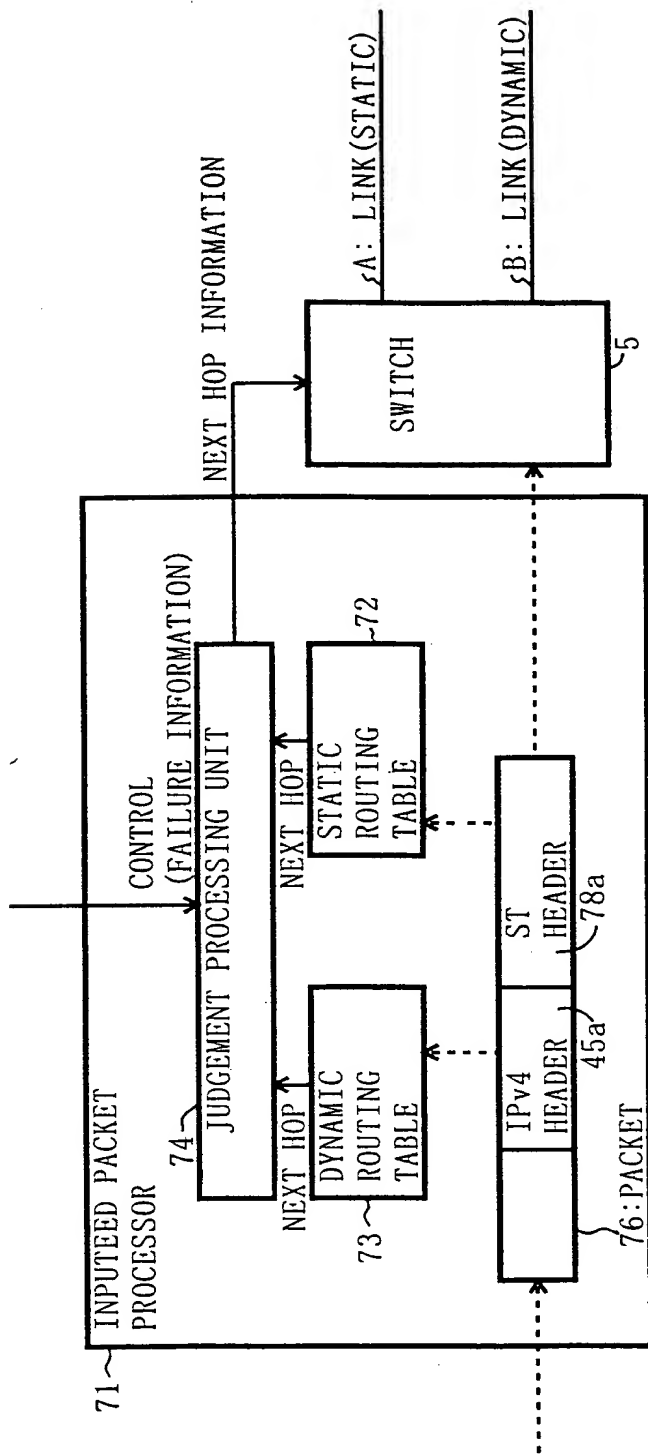 71
INPUTEED PACKET
PROCESSOR
CONTROL
(FAILURE INFORMATION)
74
JUDGEMENT PROCESSING UNIT
NEXT HOP INFORMATION
NEXT HOP
NEXT HOP
73
DYNAMIC
ROUTING
TABLE
72
STATIC
ROUTING
TABLE
IPv4
HEADER
45a
ST
HEADER
78a
76:PACKET
SWITCH
5
A: LINK(STATIC)
B: LINK(DYNAMIC)